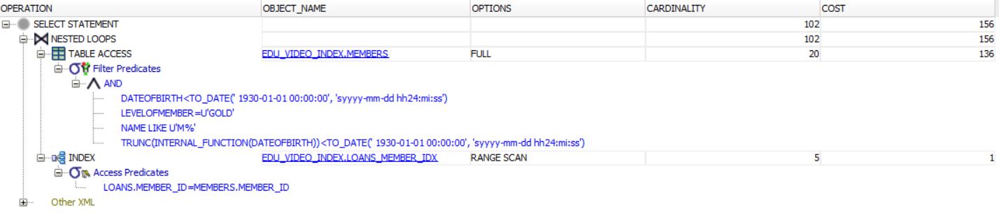 OPERATION OBJECT_NAME OPTIONS CARDINALITY COST
SELECT STATEMENT 102 156
NESTED LOOPS 102 156
TABLE ACCESS EDU_VIDEO_INDEX.MEMBERS FULL 20 136
Filter Predicates
AND
DATEOFBIRTH<TO_DATE(' 1930-01-01 00:00:00', 'syyyy-mm-dd hh24:mi:ss')
LEVELOFMEMBER=U'GOLD'
NAME LIKE U'M%'
TRUNC(INTERNAL_FUNCTION(DATEOFBIRTH))<TO_DATE(' 1930-01-01 00:00:00', 'syyyy-mm-dd hh24:mi:ss')
INDEX EDU_VIDEO_INDEX.LOANS_MEMBER_IDX RANGE SCAN 5 1
Access Predicates
LOANS.MEMBER_ID=MEMBERS.MEMBER_ID
Other XML